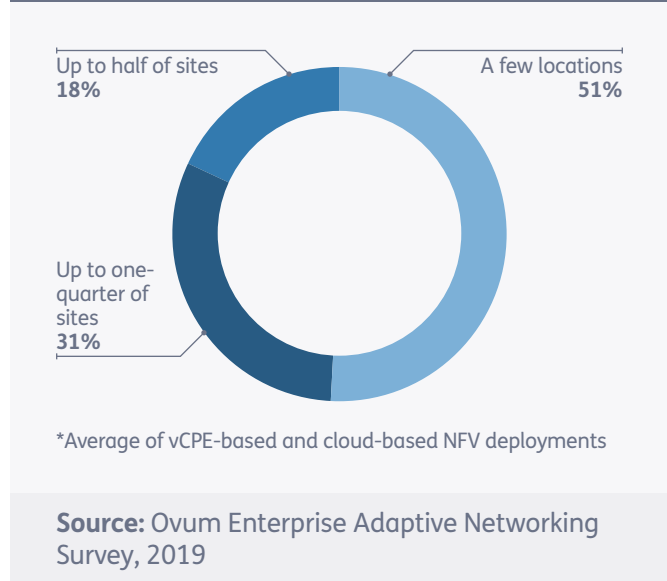 Up to half of sites
18%
A few locations
51%
Up to one-
quarter of
sites
31%
*Average of vCPE-based and cloud-based NFV deployments
Source: Ovum Enterprise Adaptive Networking
Survey, 2019